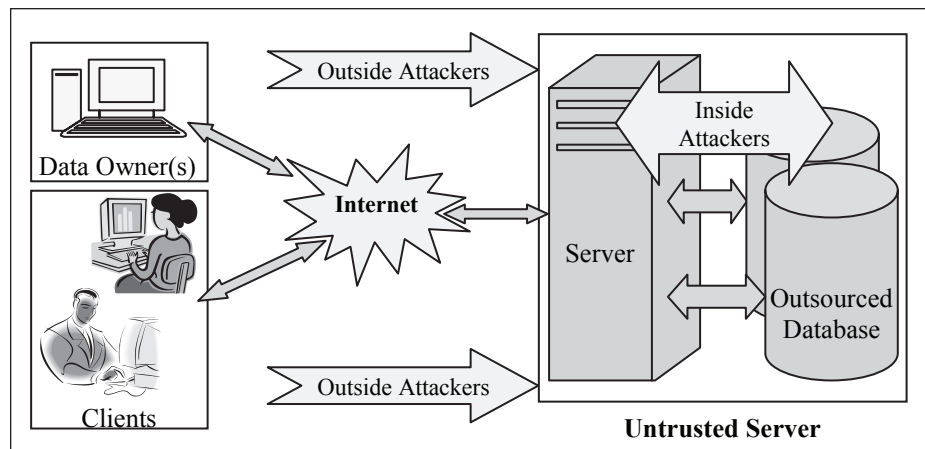 Outside Attackers
Data Owner(s)
Inside
Attackers
Internet
Server
Outsourced
Database
Outside Attackers
Clients
Untrusted Server